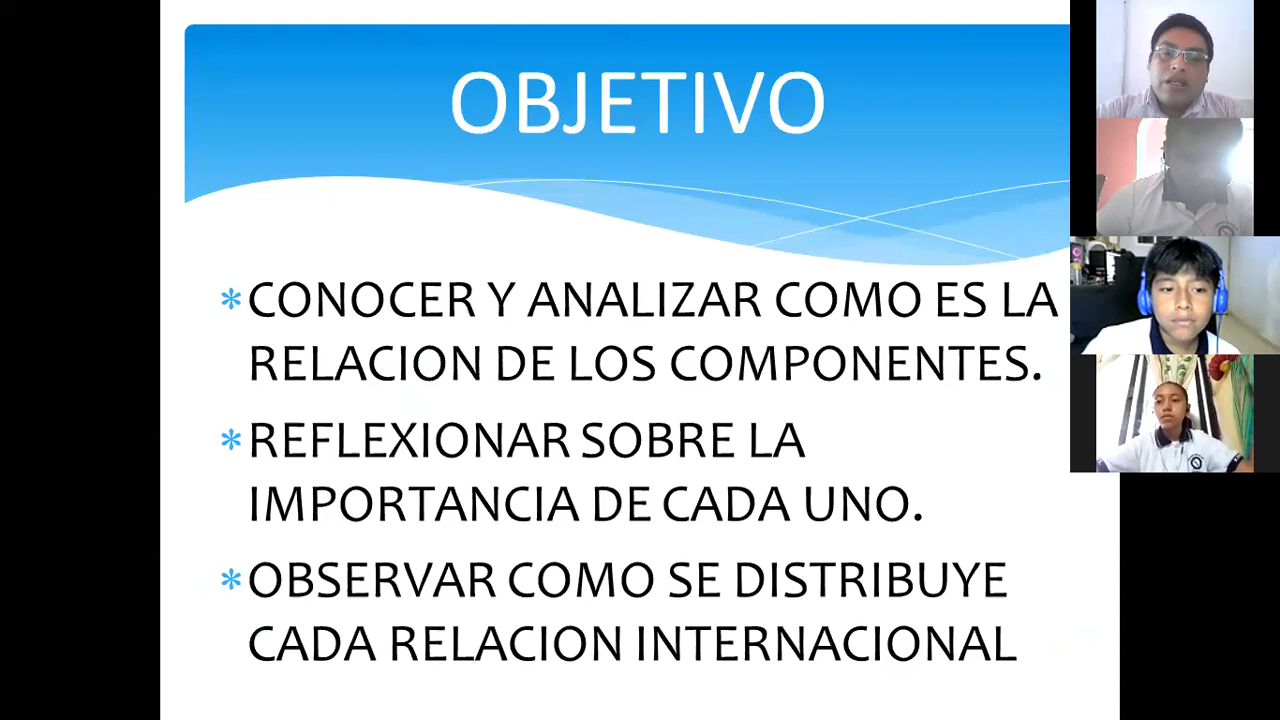 OBJETIVO
*CONOCER Y ANALIZAR COMO ES LA
RELACION DE LOS COMPONENTES.
*REFLEXIONAR SOBRE LA
IMPORTANCIA DE CADA UNO.
*OBSERVAR COMO SE DISTRIBUYE
CADA RELACION INTERNACIONAL